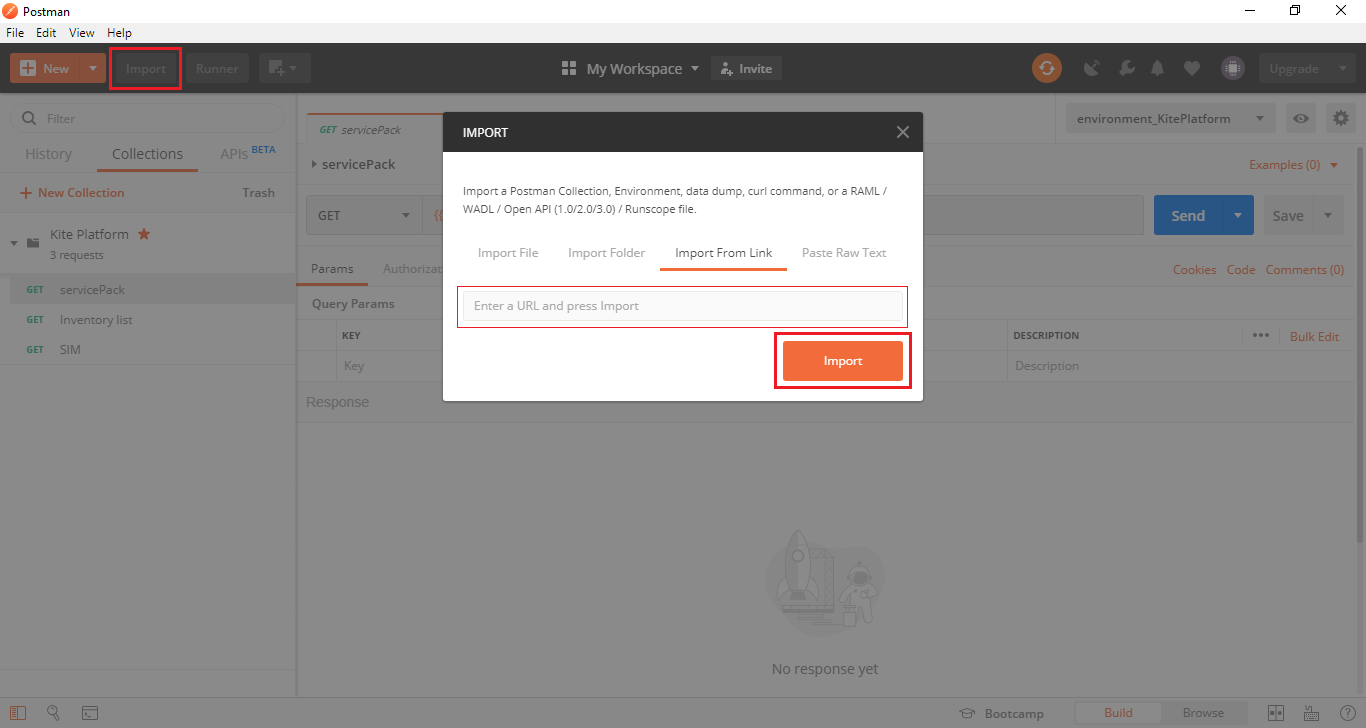 Postman
File Edit View Help
New Import Runner My Workspace Invite Upgrade
Filter
History Collections APIs BETA
New Collection Trash
Kite Platform
3 requests
GET servicePack
GET Inventory list
GET SIM
GET servicePack
environment_KitePlatform
servicePack
Examples (0)
GET
{{
Send Save
Params Authorizat
Cookies Code Comments (0)
Query Params
KEY DESCRIPTION ••• Bulk Edit
Key Description
Response
IMPORT
Import a Postman Collection, Environment, data dump, curl command, or a RAML /
WADL / Open API (1.0/2.0/3.0) / Runscope file.
Import File Import Folder Import From Link Paste Raw Text
Enter a URL and press Import
Import
No response yet
Bootcamp Build Browse